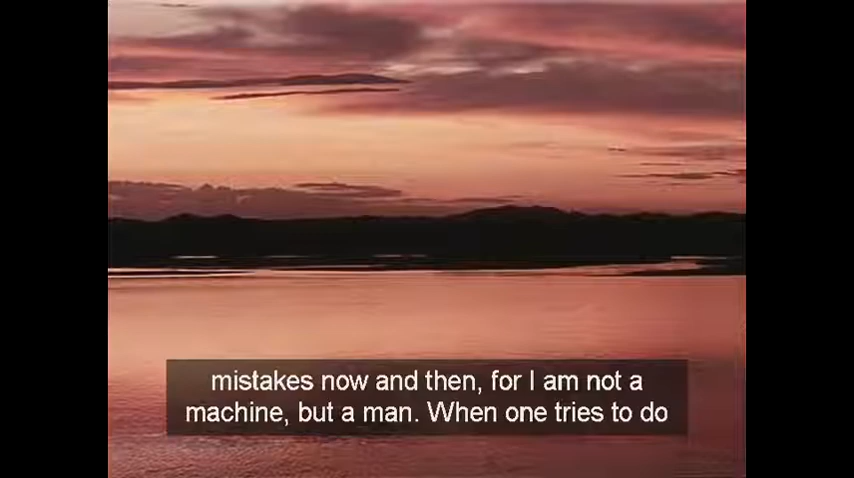 mistakes now and then, for I am not a
machine, but a man. When one tries to do